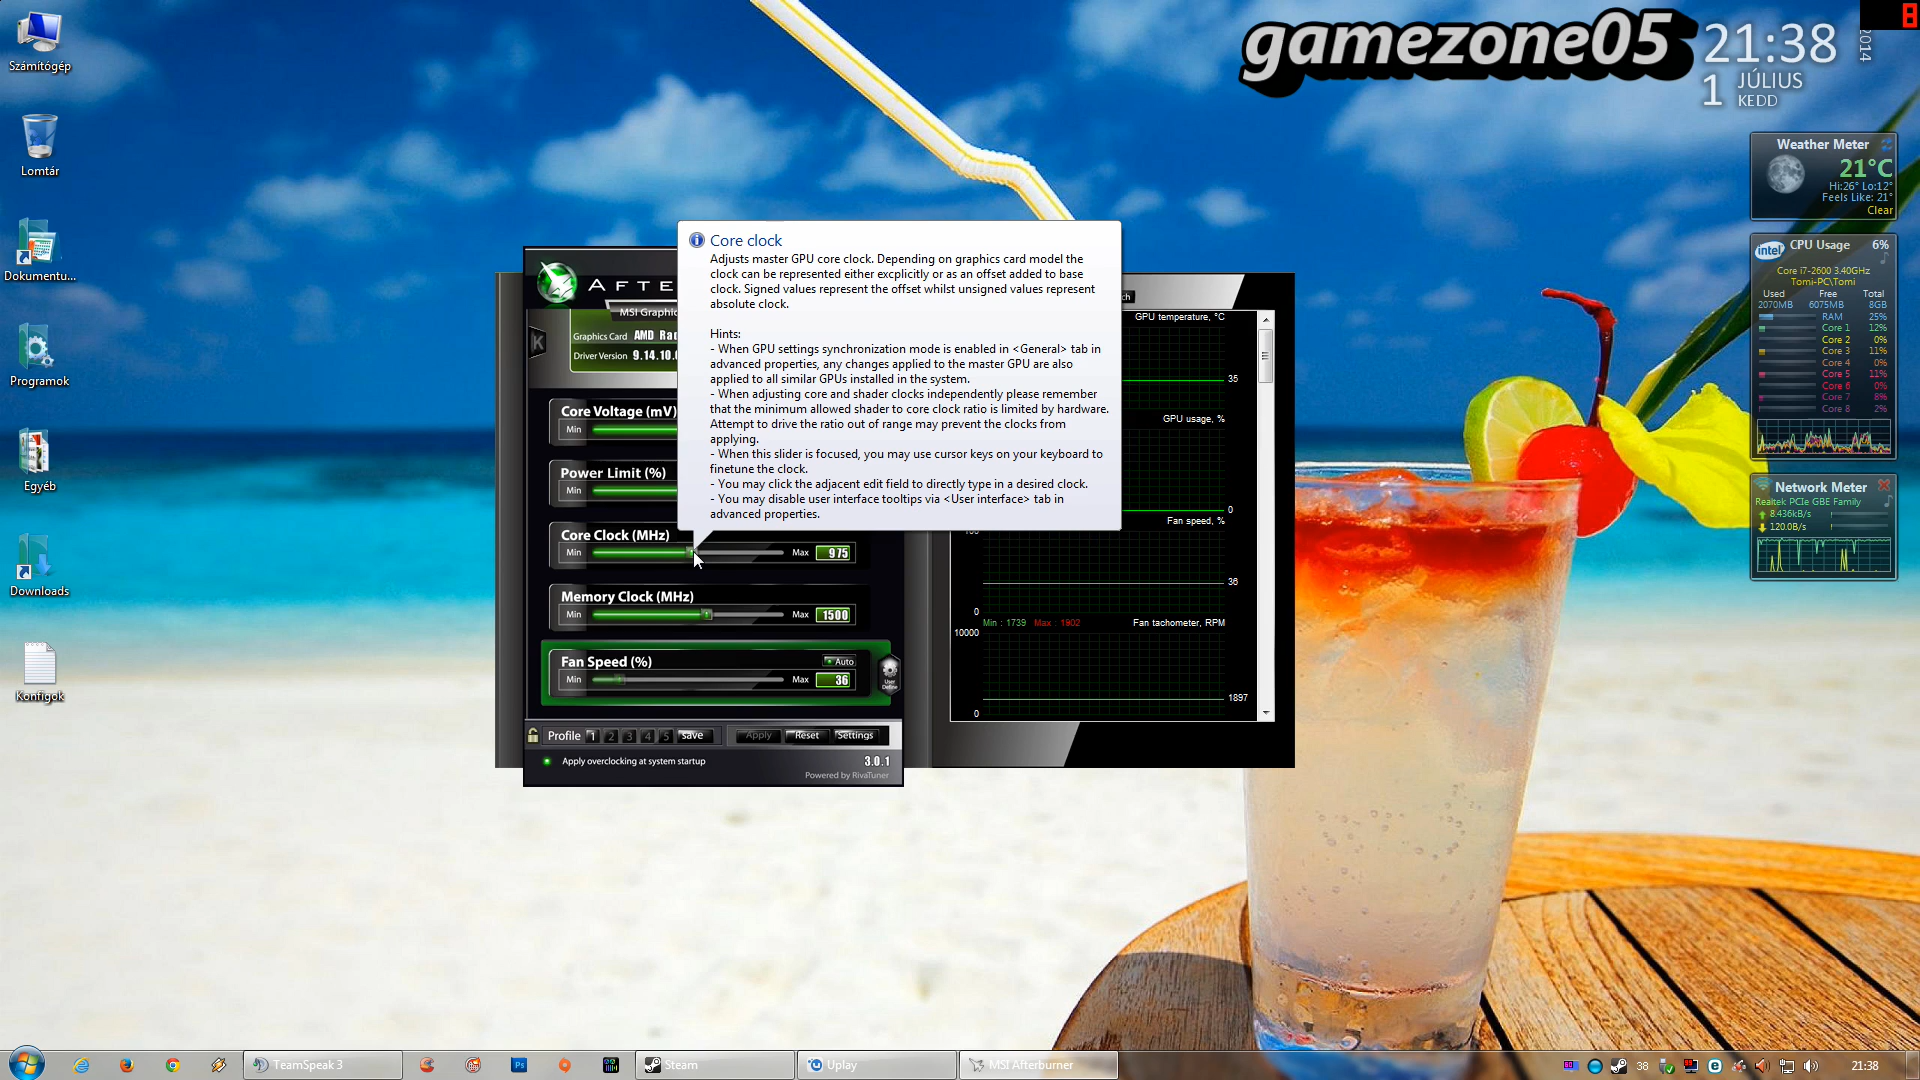 Számítógép
Lomtár
Dokumentu...
Programok
Egyéb
Downloads
Konfigok
gamezone05
21:38
2014
1
JÚLIUS
KEDD
8
Weather Meter
21°C
Hi:26° Lo:12°
Feels Like: 21°
Clear
intel
CPU Usage 6%
Core i7-2600 3.40GHz
Tomi-PC\Tomi
Used Free Total
2070MB 6075MB 8GB
RAM 25%
Core 1 12%
Core 2 0%
Core 3 11%
Core 4 0%
Core 5 11%
Core 6 0%
Core 7 8%
Core 8 2%
Network Meter
Realtek PCIe GBE Family
8.436kB/s
120.0B/s
AFTE
MSI Graphic
K
Graphics Card AMD Rad
Driver Version 9.14.10.0
Core Voltage (mV)
Min
Power Limit (%)
Min
Core Clock (MHz)
Min Max 975
Memory Clock (MHz)
Min Max 1500
Fan Speed (%)
Auto
Min Max 36
User Define
Profile 1 2 3 4 5 save
Apply Reset Settings
Apply overclocking at system startup
3.0.1
Powered by RivaTuner
Core clock
Adjusts master GPU core clock. Depending on graphics card model the
clock can be represented either excplicitly or as an offset added to base
clock. Signed values represent the offset whilst unsigned values represent
absolute clock.
Hints:
- When GPU settings synchronization mode is enabled in <General> tab in
advanced properties, any changes applied to the master GPU are also
applied to all similar GPUs installed in the system.
- When adjusting core and shader clocks independently please remember
that the minimum allowed shader to core clock ratio is limited by hardware.
Attempt to drive the ratio out of range may prevent the clocks from
applying.
- When this slider is focused, you may use cursor keys on your keyboard to
finetune the clock.
- You may click the adjacent edit field to directly type in a desired clock.
- You may disable user interface tooltips via <User interface> tab in
advanced properties.
ch
GPU temperature, °C
35
GPU usage, %
0
Fan speed, %
100
36
0
Min : 1739 Max : 1902 Fan tachometer, RPM
10000
1897
0
TeamSpeak 3
Ps
Steam
Uplay
MSI Afterburner
38
21:38